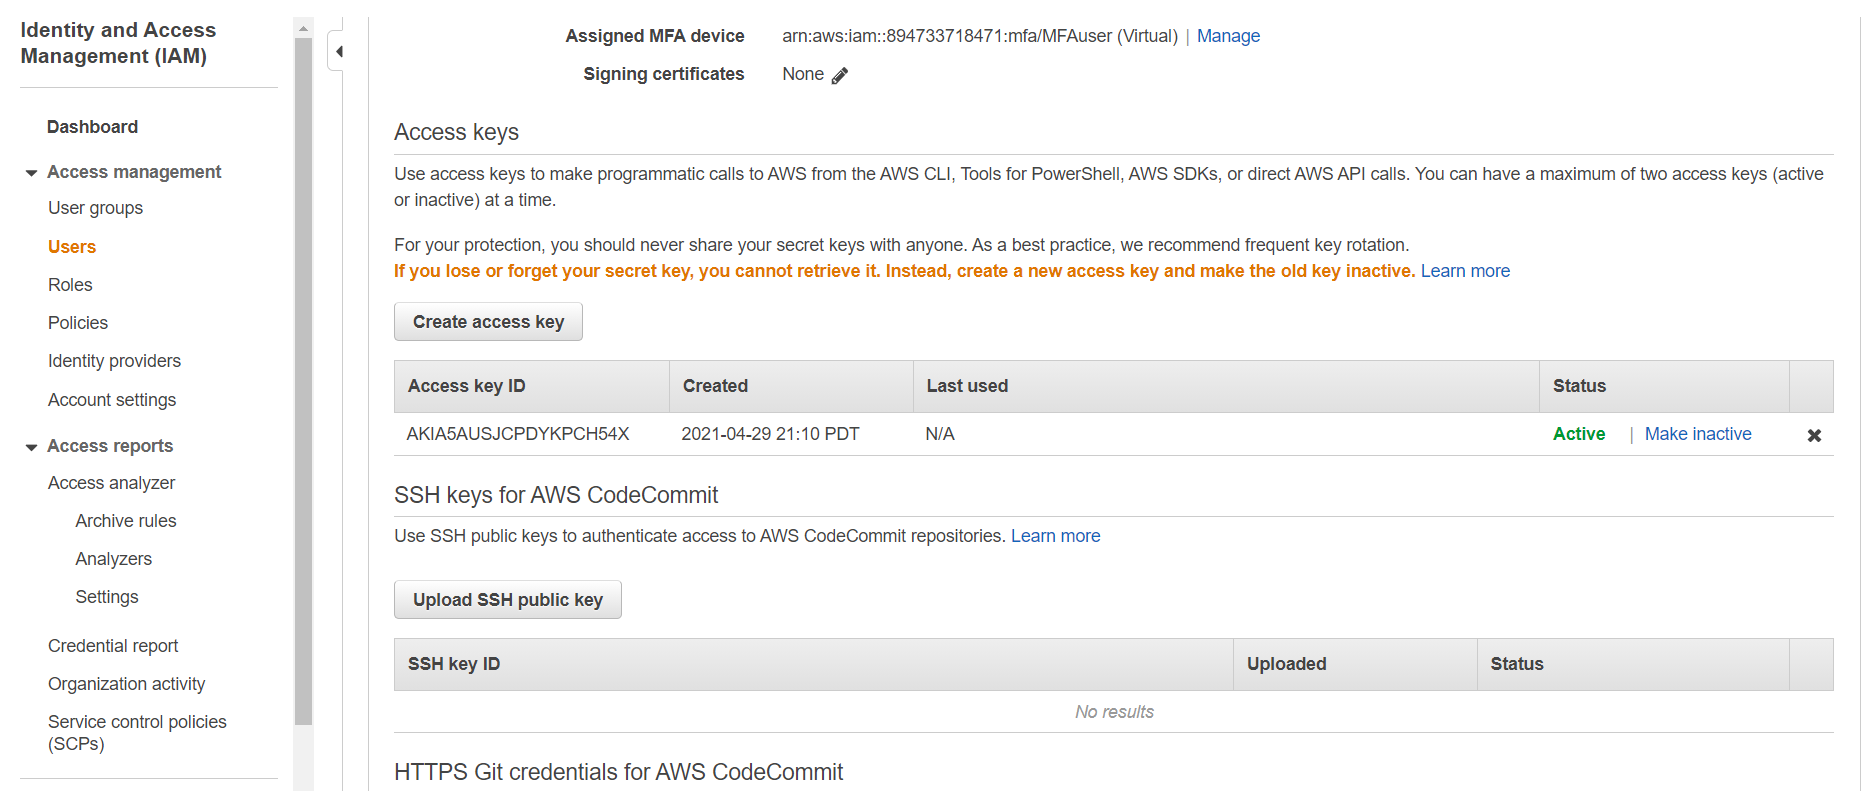 Identity and Access
Management (IAM)
Dashboard
Access management
User groups
Users
Roles
Policies
Identity providers
Account settings
Access reports
Access analyzer
Archive rules
Analyzers
Settings
Credential report
Organization activity
Service control policies
(SCPs)
Assigned MFA device arn:aws:iam::894733718471:mfa/MFAuser (Virtual) | Manage
Signing certificates None
Access keys
Use access keys to make programmatic calls to AWS from the AWS CLI, Tools for PowerShell, AWS SDKs, or direct AWS API calls. You can have a maximum of two access keys (active
or inactive) at a time.
For your protection, you should never share your secret keys with anyone. As a best practice, we recommend frequent key rotation.
If you lose or forget your secret key, you cannot retrieve it. Instead, create a new access key and make the old key inactive. Learn more
Create access key
Access key ID Created Last used Status
AKIA5AUSJCPDYKPCH54X 2021-04-29 21:10 PDT N/A Active | Make inactive
SSH keys for AWS CodeCommit
Use SSH public keys to authenticate access to AWS CodeCommit repositories. Learn more
Upload SSH public key
SSH key ID Uploaded Status
No results
HTTPS Git credentials for AWS CodeCommit